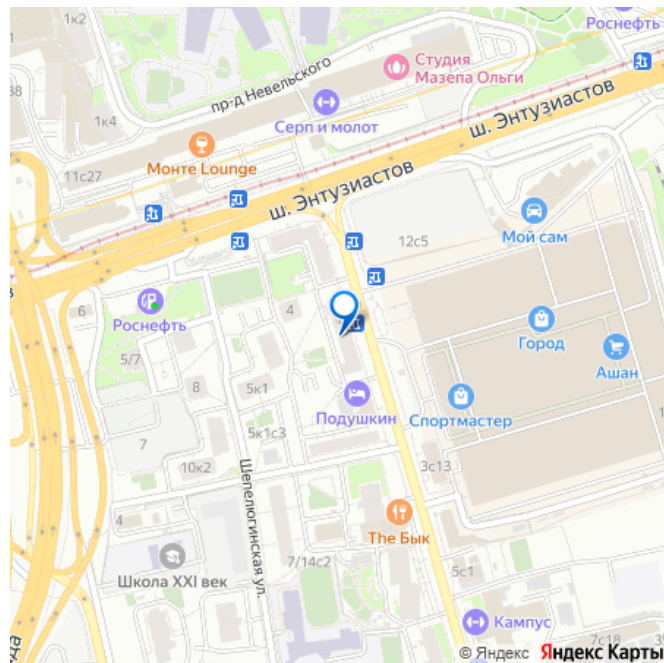 1к2
Роснефть
Студия
Мазепа Ольги
38
пр-д Невельского
ш. Энтузиастов
1к4
Серп и молот
Монте Lounge
11с27
ш. Энтузиастов
12с5
Мой сам
6
Роснефть
4
Город
5/7
Ашан
8
5к1
Подушкин
Спортмастер
7
5к1с3
10к2
3с13
Шепелюгинская ул.
4
The Бык
7/14с2
5с1
Школа XXI век
Кампус
7с18
© Яндекс Яндекс Карты